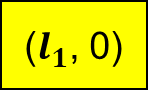 (l₁, 0)